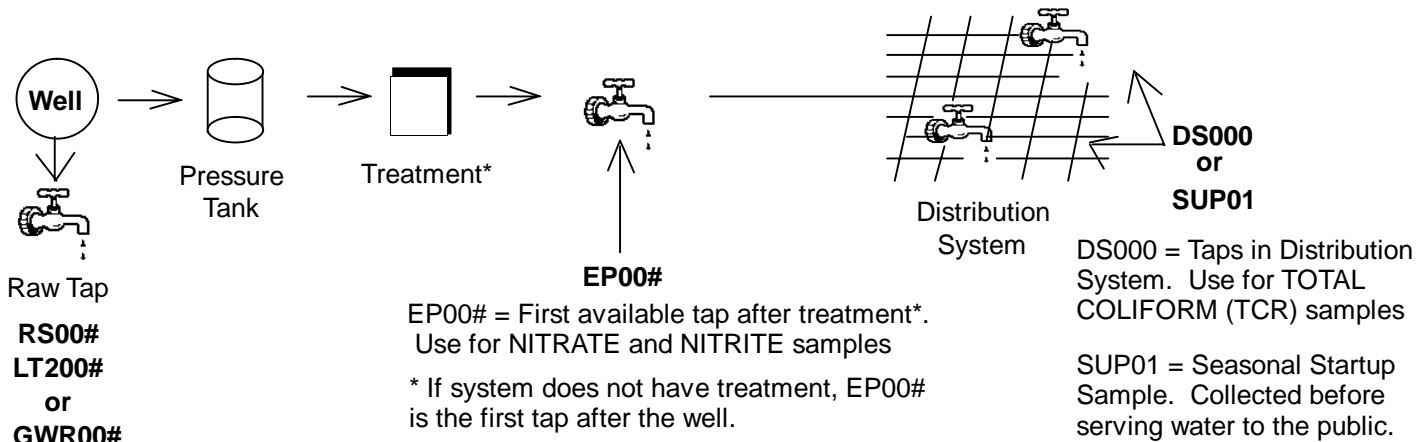 Well
Pressure
Tank
Treatment*
Raw Tap
RS00#
LT200#
or
GWR00#
EP00#
EP00# = First available tap after treatment*.
Use for NITRATE and NITRITE samples
* If system does not have treatment, EP00#
is the first tap after the well.
Distribution
System
DS000
or
SUP01
DS000 = Taps in Distribution
System. Use for TOTAL
COLIFORM (TCR) samples
SUP01 = Seasonal Startup
Sample. Collected before
serving water to the public.